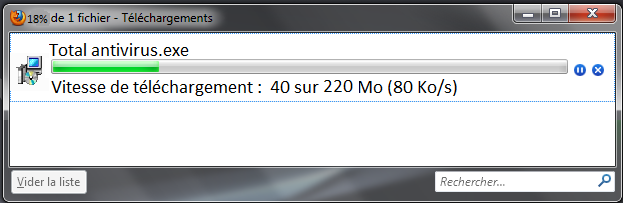 18% de 1 fichier - Téléchargements
Total antivirus.exe
Vitesse de téléchargement : 40 sur 220 Mo (80 Ko/s)
Vider la liste
Rechercher...